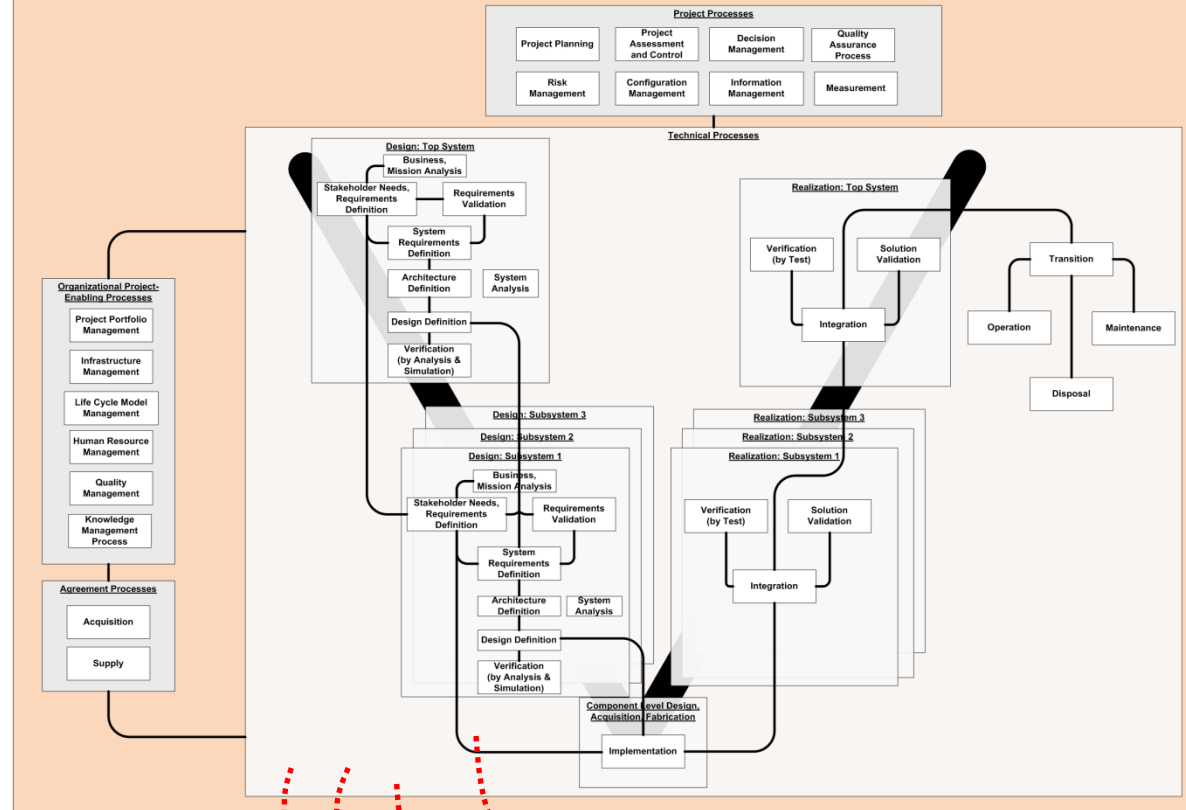 Project Processes
Project Planning
Project
Assessment
and Control
Decision
Management
Quality
Assurance
Process
Risk
Management
Configuration
Management
Information
Management
Measurement
Technical Processes
Design: Top System
Business,
Mission Analysis
Stakeholder Needs,
Requirements
Definition
Requirements
Validation
System
Requirements
Definition
Architecture
Definition
System
Analysis
Design Definition
Verification
(by Analysis &
Simulation)
Realization: Top System
Verification
(by Test)
Solution
Validation
Integration
Transition
Operation
Maintenance
Disposal
Organizational Project-
Enabling Processes
Project Portfolio
Management
Infrastructure
Management
Life Cycle Model
Management
Human Resource
Management
Quality
Management
Knowledge
Management
Process
Agreement Processes
Acquisition
Supply
Design: Subsystem 3
Design: Subsystem 2
Design: Subsystem 1
Business,
Mission Analysis
Stakeholder Needs,
Requirements
Definition
Requirements
Validation
System
Requirements
Definition
Architecture
Definition
System
Analysis
Design Definition
Verification
(by Analysis &
Simulation)
Realization: Subsystem 3
Realization: Subsystem 2
Realization: Subsystem 1
Verification
(by Test)
Solution
Validation
Integration
Component Level Design,
Acquisition, Fabrication
Implementation